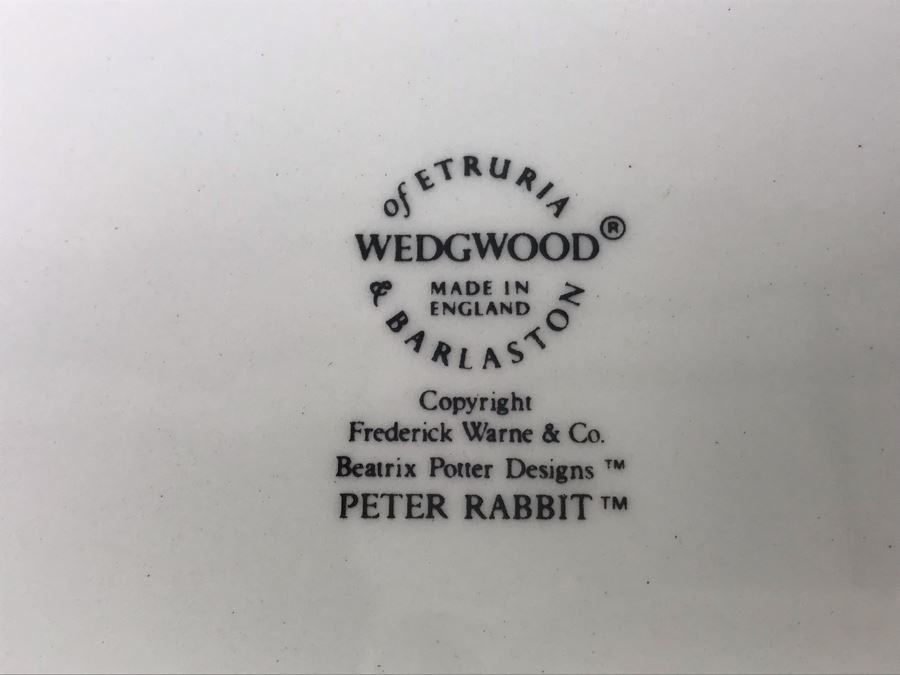 of ETRURIA
WEDGWOOD®
MADE IN
ENGLAND
& BARLASTON
Copyright
Frederick Warne & Co.
Beatrix Potter Designs ™
PETER RABBIT ™